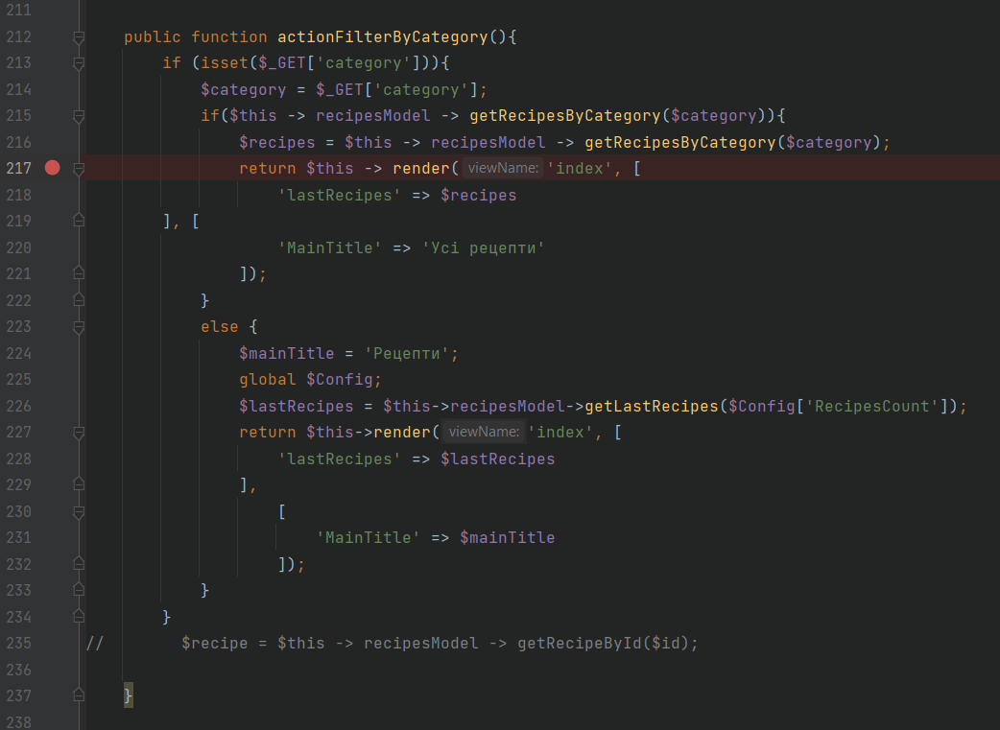 211
212 public function actionFilterByCategory(){
213 if (isset($_GET['category'])){
214 $category = $_GET['category'];
215 if($this -> recipesModel -> getRecipesByCategory($category)){
216 $recipes = $this -> recipesModel -> getRecipesByCategory($category);
217 return $this -> render( viewName: 'index', [
218 'lastRecipes' => $recipes
219 ], [
220 'MainTitle' => 'Усі рецепти'
221 ]);
222 }
223 else {
224 $mainTitle = 'Рецепти';
225 global $Config;
226 $lastRecipes = $this->recipesModel->getLastRecipes($Config['RecipesCount']);
227 return $this->render( viewName: 'index', [
228 'lastRecipes' => $lastRecipes
229 ],
230 [
231 'MainTitle' => $mainTitle
232 ]);
233 }
234 }
235 // $recipe = $this -> recipesModel -> getRecipeById($id);
236
237 }
238